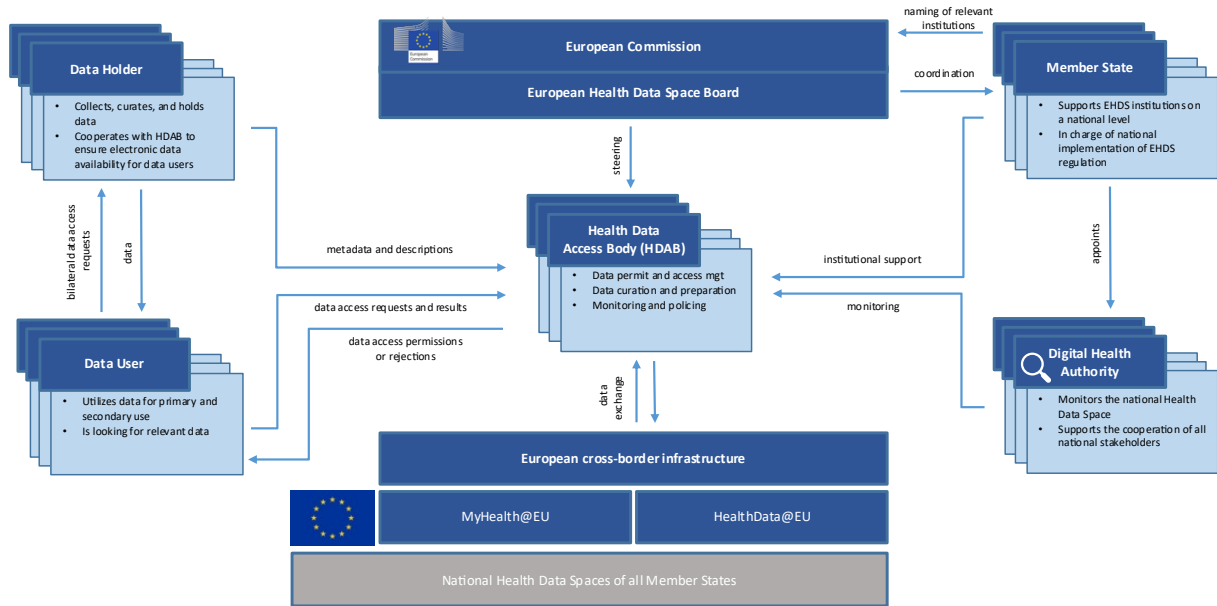 naming of relevant
institutions
European
Commission
European Commission
European Health Data Space Board
coordination
Data Holder
• Collects, curates, and holds
data
• Cooperates with HDAB to
ensure electronic data
availability for data users
Member State
• Supports EHDS institutions on
a national level
• In charge of national
implementation of EHDS
regulation
steering
bilateral data access
requests
data
metadata and descriptions
Health Data
Access Body (HDAB)
• Data permit and access mgt
• Data curation and preparation
• Monitoring and policing
institutional support
appoints
monitoring
data access requests and results
data access permissions
or rejections
Data User
• Utilizes data for primary and
secondary use
• Is looking for relevant data
Digital Health
Authority
• Monitors the national Health
Data Space
• Supports the cooperation of all
national stakeholders
data
exchange
European cross-border infrastructure
MyHealth@EU
HealthData@EU
National Health Data Spaces of all Member States